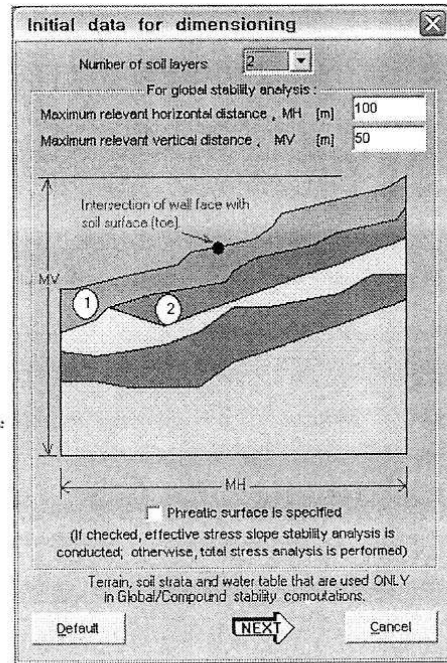 Initial data for dimensioning
Number of soil layers 2
For global stability analysis :
Maximum relevant horizontal distance , MH [m] 100
Maximum relevant vertical distance , MV [m] 50
Intersection of wall face with
soil surface (toe).
MV
1
2
MH
Phreatic surface is specified
(If checked, effective stress slope stability analysis is
conducted; otherwise, total stress analysis is performed)
Terrain, soil strata and water table that are used ONLY
in Global/Compound stability comoutations.
Default
NEXT
Cancel